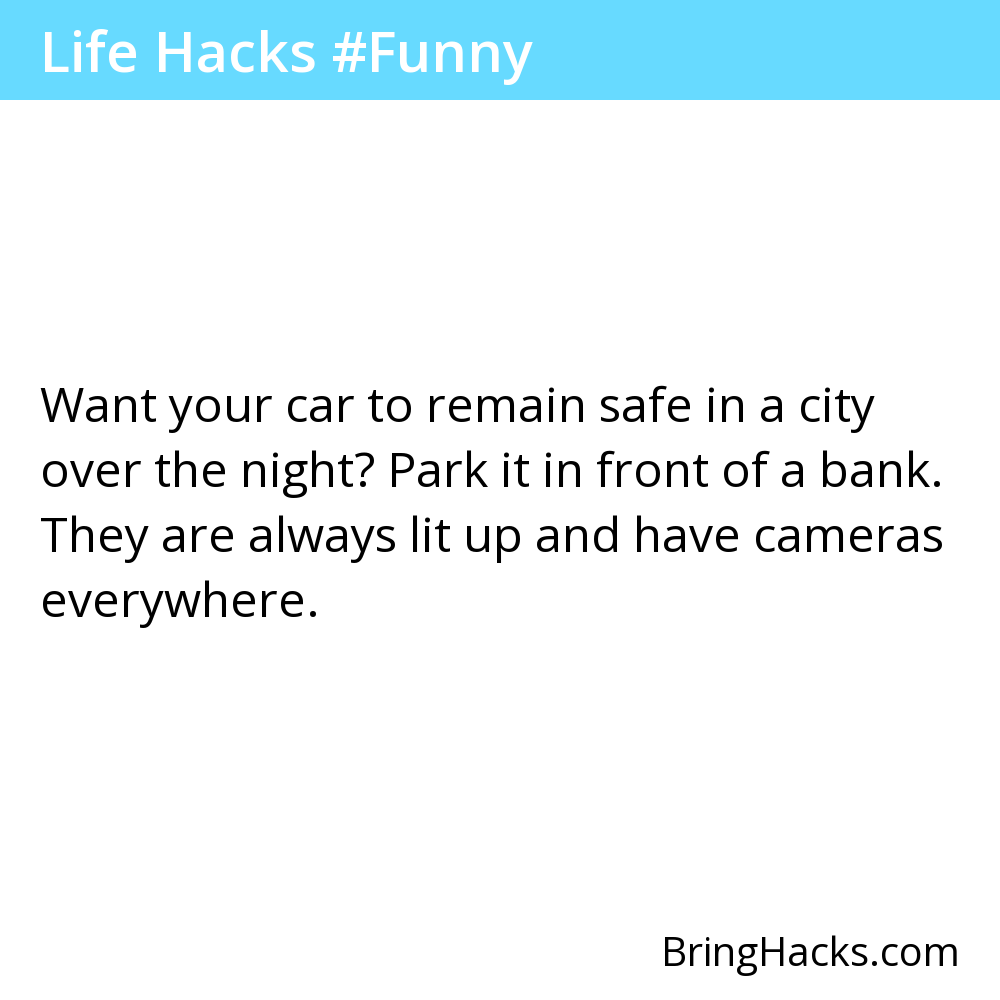 Life Hacks #Funny
Want your car to remain safe in a city
over the night? Park it in front of a bank.
They are always lit up and have cameras
everywhere.
BringHacks.com